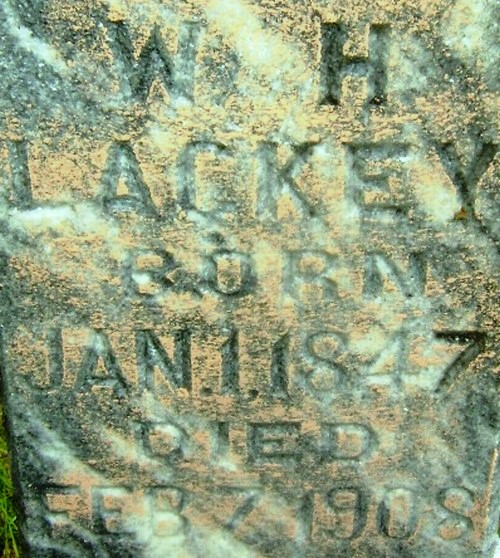 W H
LACKEY
BORN
JAN.1.1847
DIED
FEB 7 1908